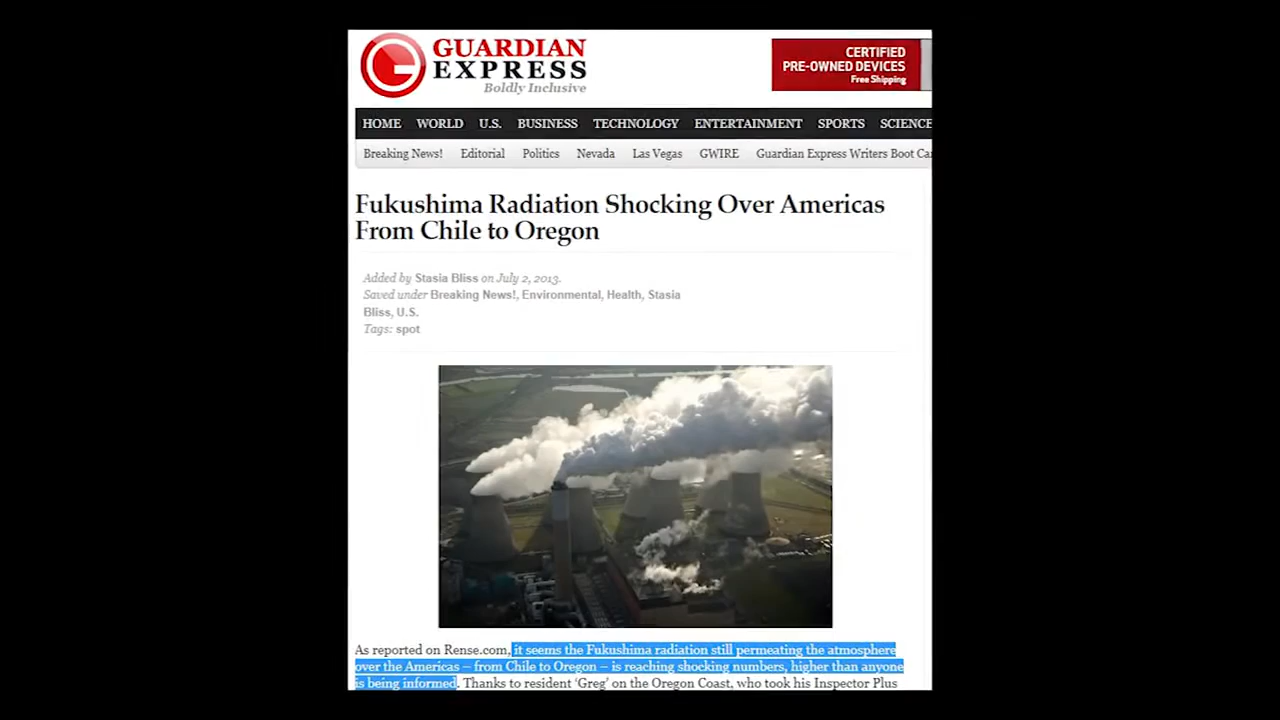 GUARDIAN
EXPRESS
Boldly Inclusive
CERTIFIED
PRE-OWNED DEVICES
Free Shipping
HOME WORLD U.S. BUSINESS TECHNOLOGY ENTERTAINMENT SPORTS SCIENCE
Breaking News! Editorial Politics Nevada Las Vegas GWIRE Guardian Express Writers Boot Ca
Fukushima Radiation Shocking Over Americas
From Chile to Oregon
Added by Stasia Bliss on July 2, 2013.
Saved under Breaking News!, Environmental, Health, Stasia
Bliss, U.S.
Tags: spot
As reported on Rense.com, it seems the Fukushima radiation still permeating the atmosphere
over the Americas – from Chile to Oregon – is reaching shocking numbers, higher than anyone
is being informed. Thanks to resident ‘Greg’ on the Oregon Coast, who took his Inspector Plus